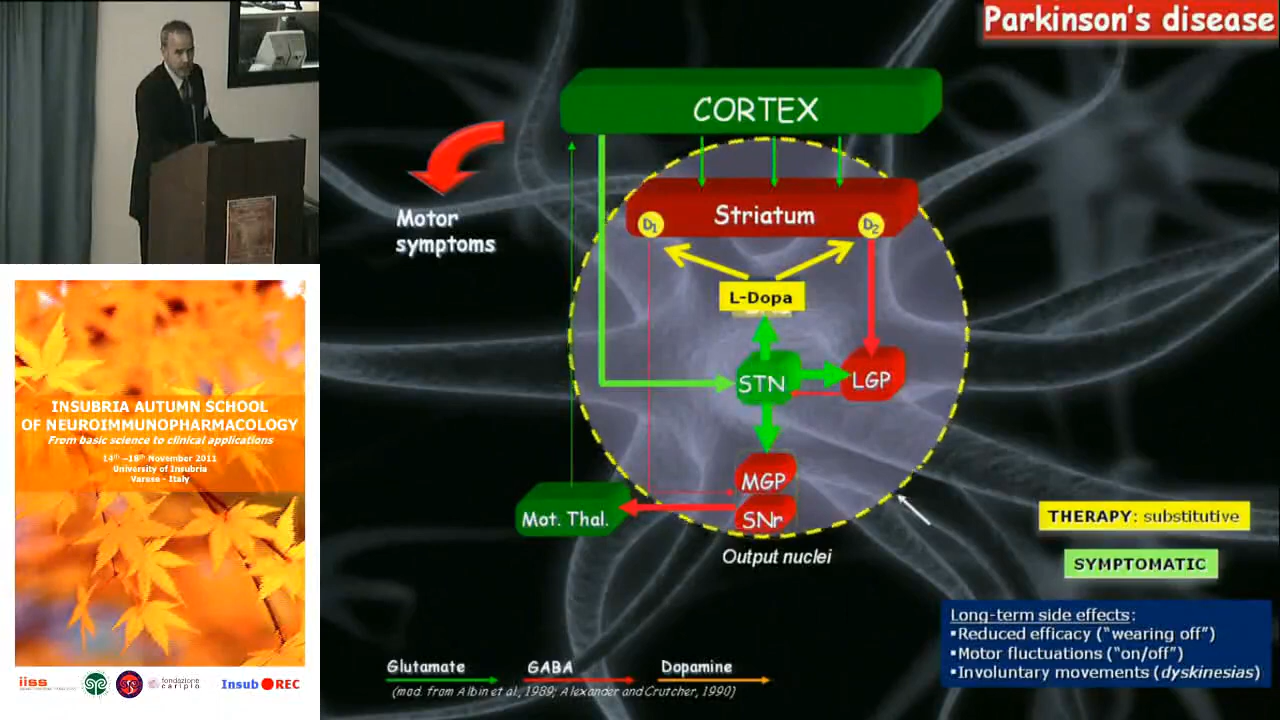 Parkinson's disease
CORTEX
Striatum
D1
D2
Motor
symptoms
L-Dopa
STN
LGP
MGP
SNr
Mot. Thal.
Output nuclei
THERAPY: substitutive
SYMPTOMATIC
Long-term side effects:
▪Reduced efficacy ("wearing off")
▪Motor fluctuations ("on/off")
▪Involuntary movements (dyskinesias)
Glutamate
GABA
Dopamine
(mod. from Albin et al., 1989; Alexander and Crutcher, 1990)
INSUBRIA AUTUMN SCHOOL
OF NEUROIMMUNOPHARMACOLOGY
From basic science to clinical applications
14th –18th November 2011
University of Insubria
Varese - Italy
iiss
fondazione
cariplo
InsubREC